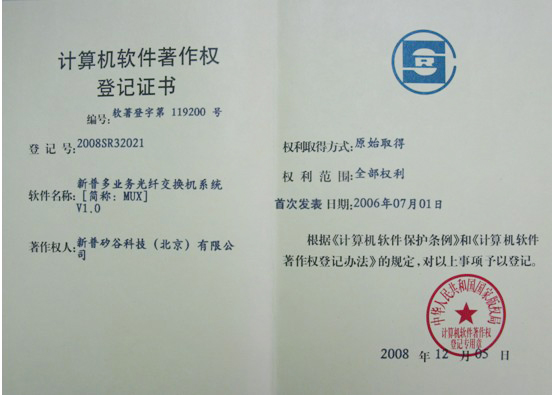 计算机软件著作权
登记证书
编号: 软著登字第 119200 号
登 记 号: 2008SR32021
新普多业务光纤交换机系统
软件名称: [简称: MUX]
V1.0
著作权人: 新普矽谷科技 (北京) 有限公
司
权利取得方式: 原始取得
权 利 范 围: 全部权利
首次发表日期: 2006年07月01日
根据《计算机软件保护条例》和《计算机软件
著作权登记办法》的规定, 对以上事项予以登记。
中华人民共和国国家版权局
计算机软件著作权
登记专用章
2008 年 12 月 05 日